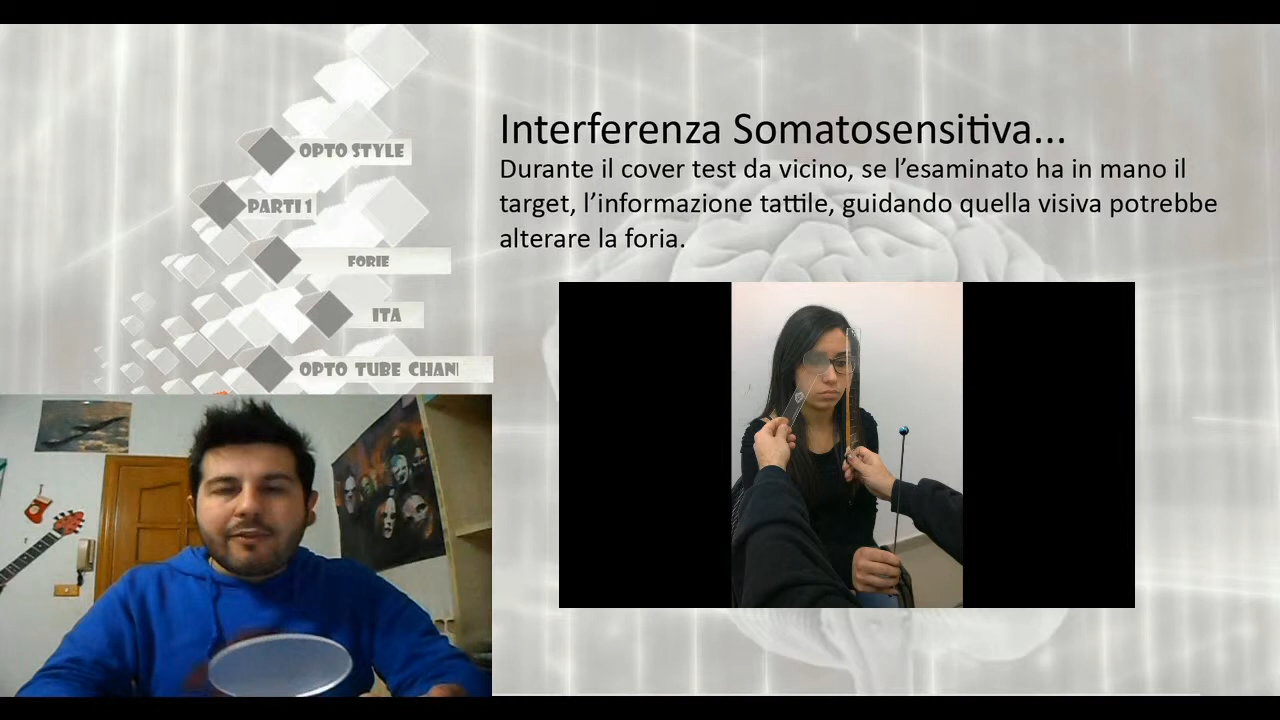 OPTO STYLE
PARTI 1
FORIE
ITA
OPTO TUBE CHAN
Interferenza Somatosensitiva...
Durante il cover test da vicino, se l’esaminato ha in mano il
target, l’informazione tattile, guidando quella visiva potrebbe
alterare la foria.